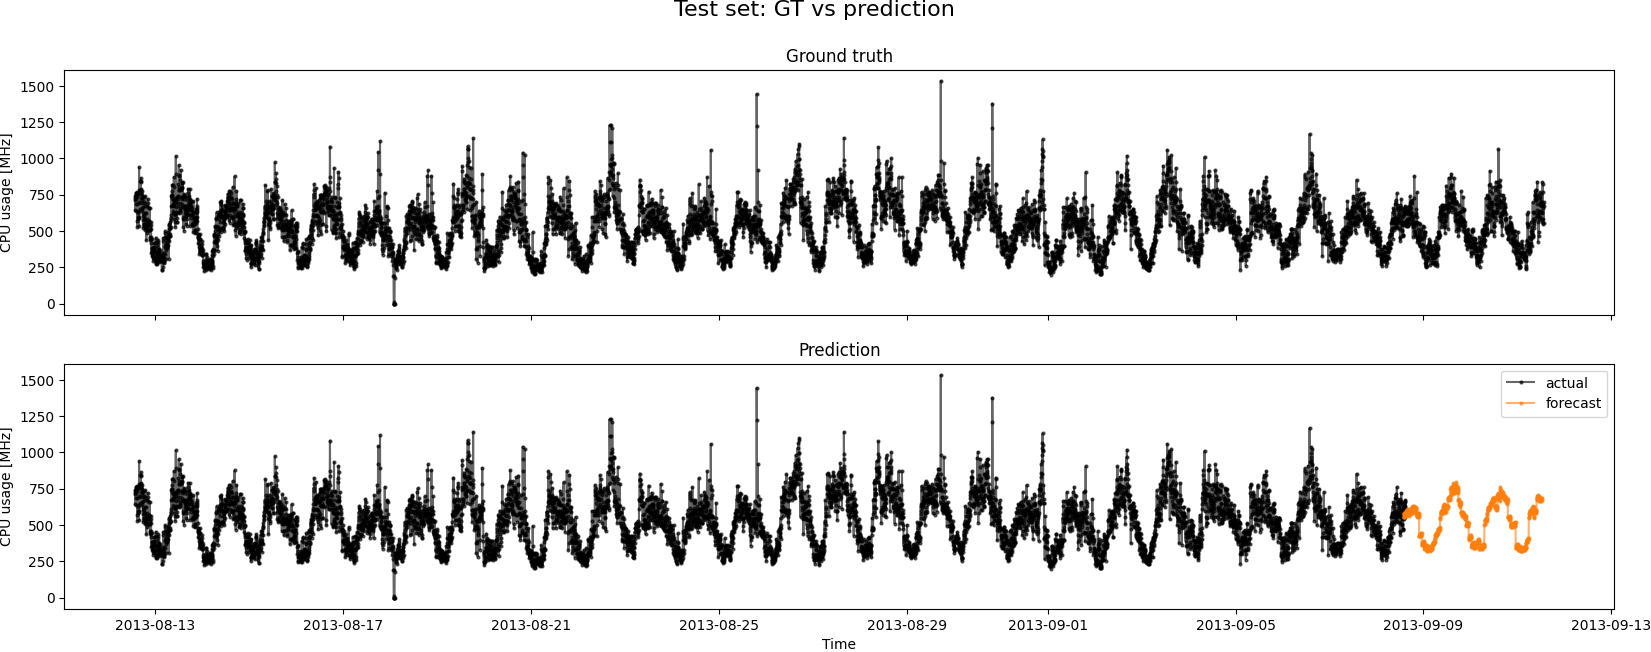 Test set: GT vs prediction
Ground truth
CPU usage [MHz]
1500
1250
1000
750
500
250
0
Prediction
CPU usage [MHz]
1500
1250
1000
750
500
250
0
actual
forecast
2013-08-13 2013-08-17 2013-08-21 2013-08-25 2013-08-29 2013-09-01 2013-09-05 2013-09-09 2013-09-13
Time